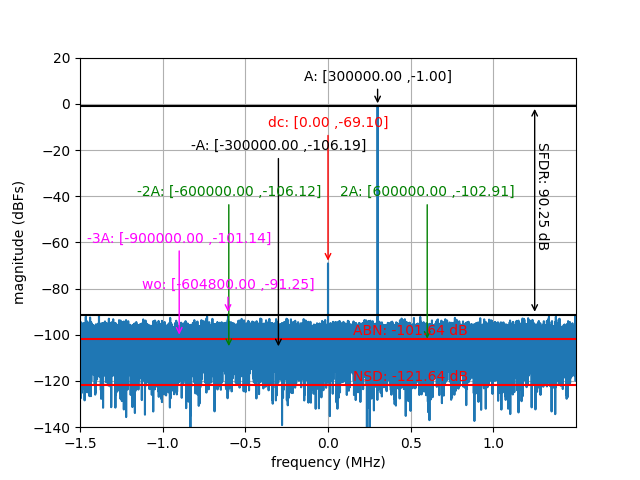 20
0
−20
−40
−60
−80
−100
−120
−140
−1.5
−1.0
−0.5
0.0
0.5
1.0
frequency (MHz)
magnitude (dBFs)
A: [300000.00 ,-1.00]
dc: [0.00 ,-69.10]
-A: [-300000.00 ,-106.19]
-2A: [-600000.00 ,-106.12]
2A: [600000.00 ,-102.91]
-3A: [-900000.00 ,-101.14]
wo: [-604800.00 ,-91.25]
SFDR: 90.25 dB
ABN: -101.64 dB
NSD: -121.64 dB